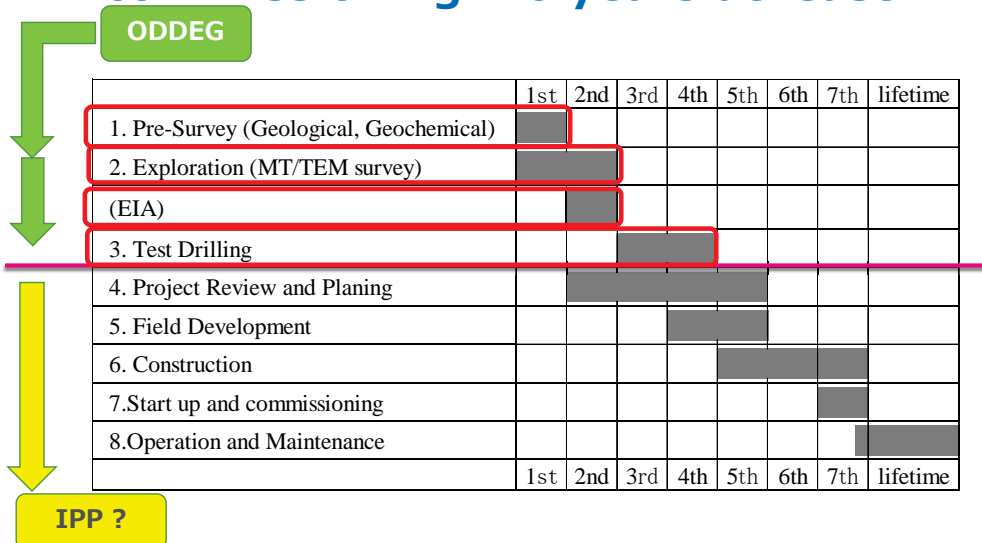 ODDEG
1st 2nd 3rd 4th 5th 6th 7th lifetime
1. Pre-Survey (Geological, Geochemical)
2. Exploration (MT/TEM survey)
(EIA)
3. Test Drilling
4. Project Review and Planing
5. Field Development
6. Construction
7.Start up and commissioning
8.Operation and Maintenance
1st 2nd 3rd 4th 5th 6th 7th lifetime
IPP ?